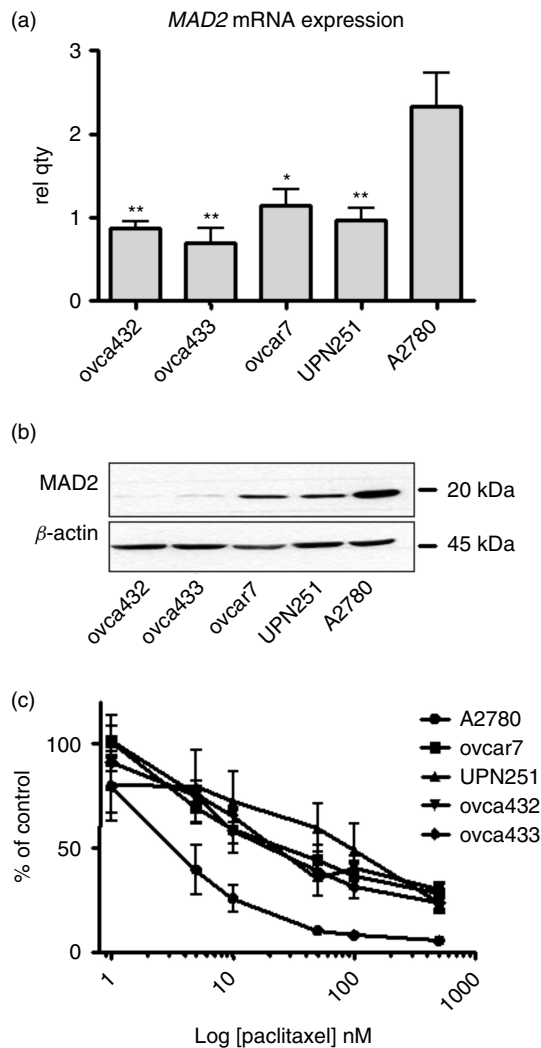 (a)
MAD2 mRNA expression
rel qty
3
2
1
0
**
**
*
**
ovca432
ovca433
ovcar7
UPN251
A2780
(b)
MAD2
20 kDa
β-actin
45 kDa
ovca432
ovca433
ovcar7
UPN251
A2780
(c)
% of control
100
50
0
A2780
ovcar7
UPN251
ovca432
ovca433
1
10
100
1000
Log [paclitaxel] nM